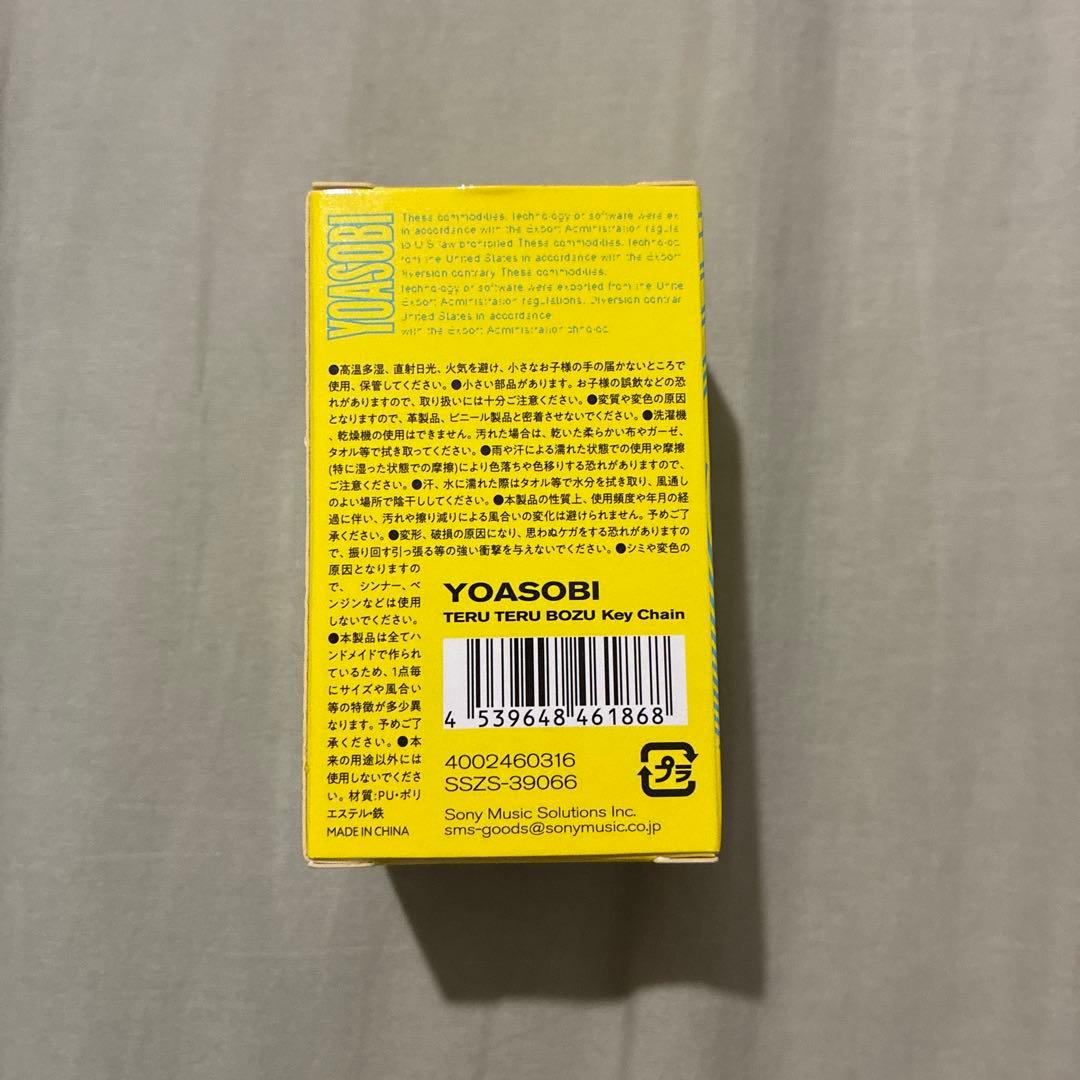 YOASOBI
These commodities. Technology or software were ex
in accordance with the Export Administration regula
to U S law prohibited These commodities. Technolog
from the United States in accordance with the Export
Diversion contrary These commodities.
Technology or software were exported from the Unite
Export Administration regulations. Diversion contrar
United States in accordance
with the Export Administration
●高温多湿、直射日光、火気を避け、小さなお子様の手の届かないところで
使用、保管してください。●小さい部品があります。お子様の誤飲などの恐
れがありますので、取り扱いには十分ご注意ください。●変質や変色の原因
となりますので、革製品、ビニール製品と密着させないでください。●洗濯機
、乾燥機の使用はできません。汚れた場合は、乾いた柔らかい布やガーゼ、
タオル等で拭き取ってください。●雨や汗による濡れた状態での使用や摩擦
(特に湿った状態での摩擦)により色落ちや色移りする恐れがありますので、
ご注意ください。●汗、水に濡れた際はタオル等で水分を拭き取り、風通し
のよい場所で陰干ししてください。●本製品の性質上、使用頻度や年月の経
過に伴い、汚れや擦り減りによる風合いの変化は避けられません。予めご了
承ください。●変形、破損の原因になり、思わぬケガをする恐れがありますの
で、振り回す引っ張る等の強い衝撃を与えないでください。●シミや変色の
原因となりますの
で、 シンナー、ベ
ンジンなどは使用
しないでください。
●本製品は全てハ
ンドメイドで作られ
ているため、1点毎
にサイズや風合い
等の特徴が多少異
なります。予めご了
承ください。●本
来の用途以外には
使用しないでくださ
い。材質:PU・ポリ
エステル・鉄
MADE IN CHINA
YOASOBI
TERU TERU BOZU Key Chain
4 539648 461868
4002460316
SSZS-39066
プラ
Sony Music Solutions Inc.
sms-goods@sonymusic.co.jp